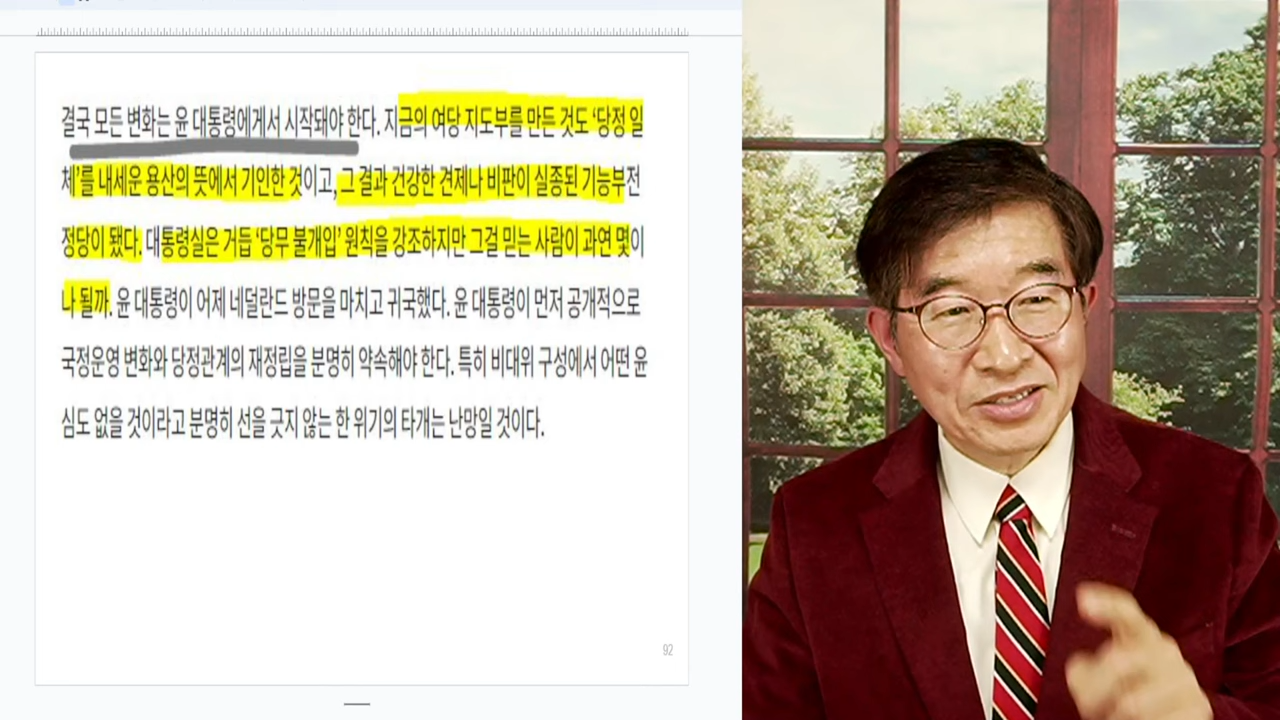 결국 모든 변화는 윤 대통령에게서 시작돼야 한다. 지금의 여당 지도부를 만든 것도 ‘당정 일
체’를 내세운 용산의 뜻에서 기인한 것이고, 그 결과 건강한 견제나 비판이 실종된 기능부전
정당이 됐다. 대통령실은 거듭 ‘당무 불개입’ 원칙을 강조하지만 그걸 믿는 사람이 과연 몇이
나 될까. 윤 대통령이 어제 네덜란드 방문을 마치고 귀국했다. 윤 대통령이 먼저 공개적으로
국정운영 변화와 당정관계의 재정립을 분명히 약속해야 한다. 특히 비대위 구성에서 어떤 윤
심도 없을 것이라고 분명히 선을 긋지 않는 한 위기의 타개는 난망일 것이다.
92